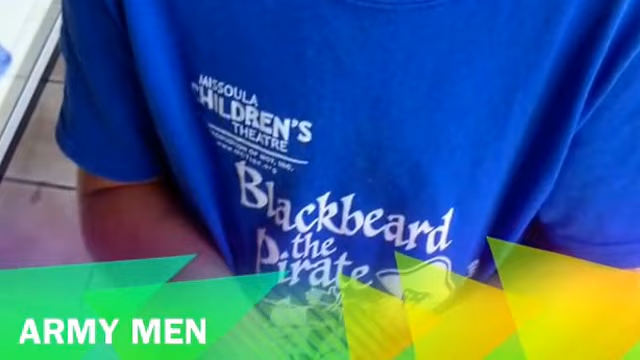 MISSOULA
CHILDREN'S
THEATRE
Blackbeard
the
Pirate
ARMY MEN